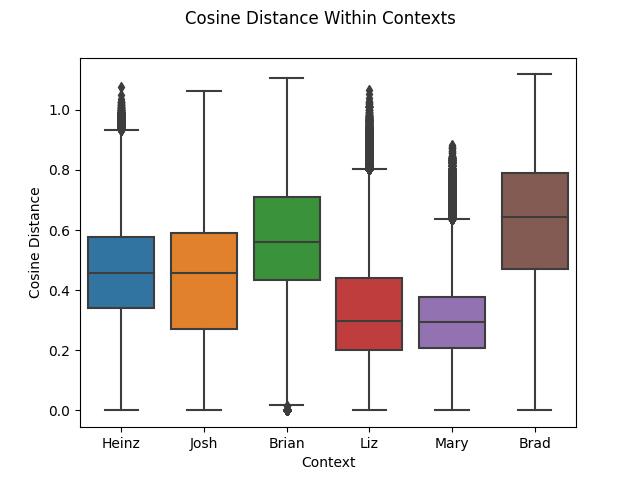 Cosine Distance Within Contexts
1.0
0.8
0.6
0.4
0.2
0.0
Cosine Distance
Heinz Josh Brian Liz Mary Brad
Context